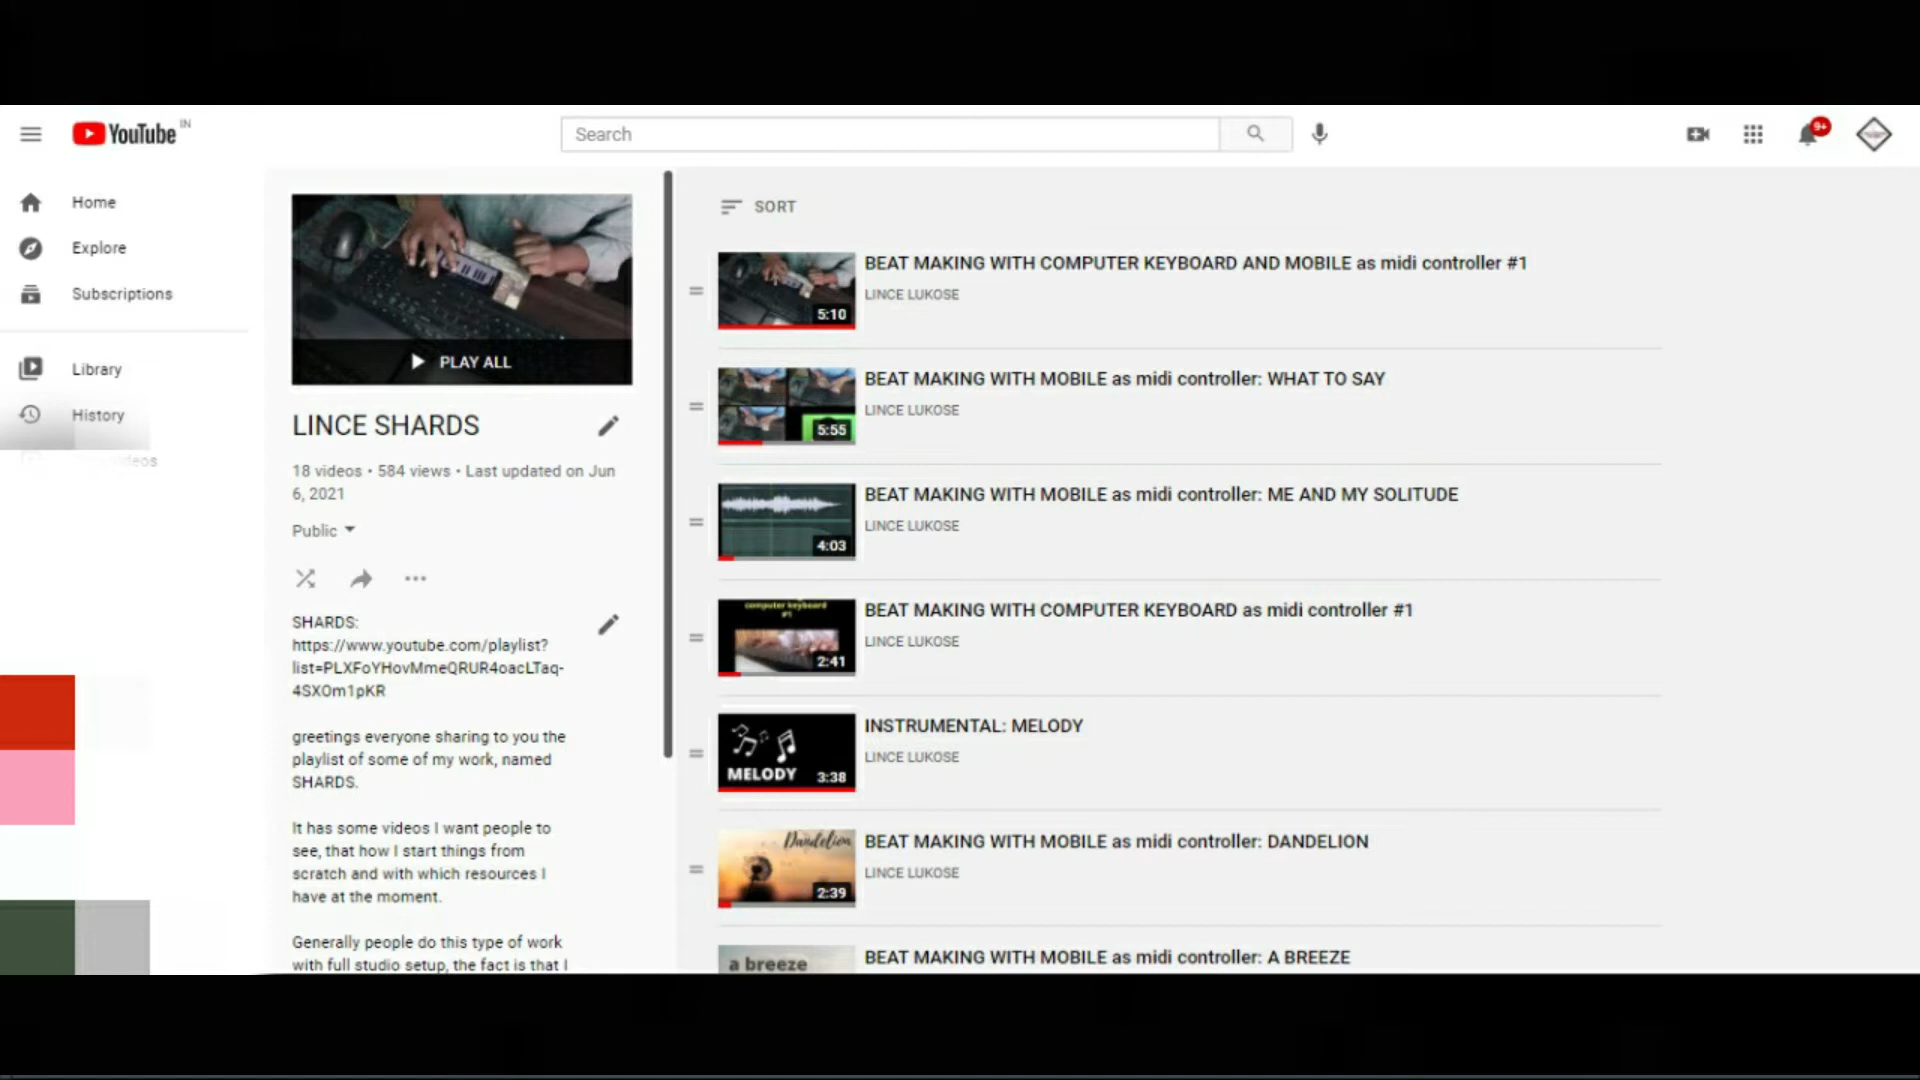 YouTube IN
Search
9+
Home
Explore
Subscriptions
Library
History
PLAY ALL
LINCE SHARDS
18 videos • 584 views • Last updated on Jun
6, 2021
Public
SHARDS:
https://www.youtube.com/playlist?
list=PLXFoYHovMmeQRUR4oacLTaq-
4SXOm1pKR
greetings everyone sharing to you the
playlist of some of my work, named
SHARDS.
It has some videos I want people to
see, that how I start things from
scratch and with which resources I
have at the moment.
Generally people do this type of work
with full studio setup, the fact is that I
SORT
BEAT MAKING WITH COMPUTER KEYBOARD AND MOBILE as midi controller #1
LINCE LUKOSE
5:10
BEAT MAKING WITH MOBILE as midi controller: WHAT TO SAY
LINCE LUKOSE
5:55
BEAT MAKING WITH MOBILE as midi controller: ME AND MY SOLITUDE
LINCE LUKOSE
4:03
computer keyboard
#1
BEAT MAKING WITH COMPUTER KEYBOARD as midi controller #1
LINCE LUKOSE
2:41
INSTRUMENTAL: MELODY
LINCE LUKOSE
MELODY 3:38
Dandelion
BEAT MAKING WITH MOBILE as midi controller: DANDELION
LINCE LUKOSE
2:39
a breeze
BEAT MAKING WITH MOBILE as midi controller: A BREEZE